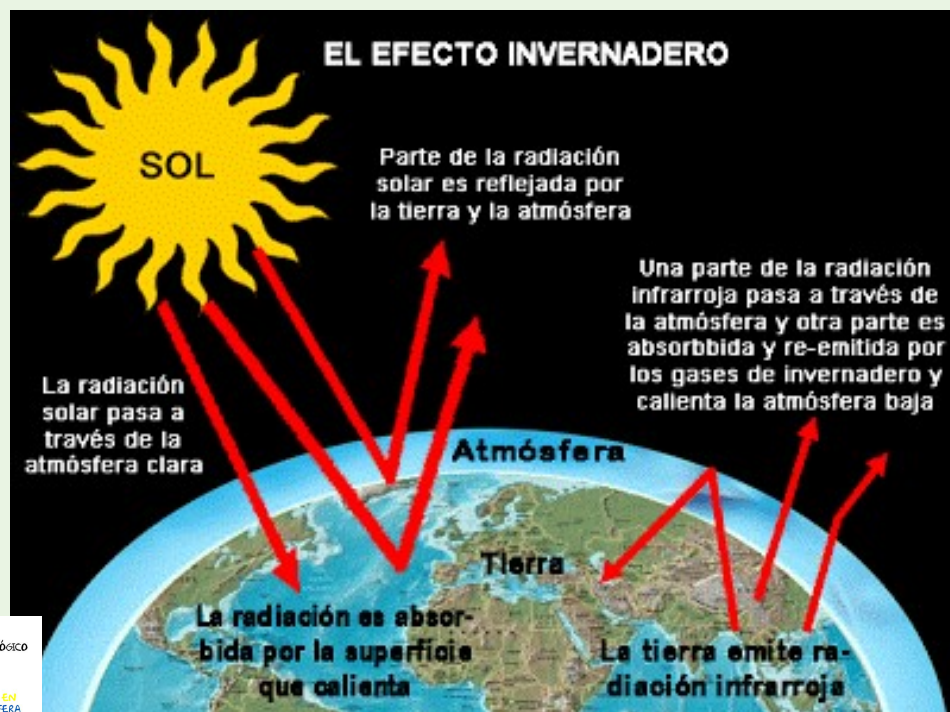 EL EFECTO INVERNADERO
SOL
Parte de la radiación
solar es reflejada por
la tierra y la atmósfera
Una parte de la radiación
infrarroja pasa a través de
la atmósfera y otra parte es
absorbbida y re-emitida por
los gases de invernadero y
calienta la atmósfera baja
La radiación
solar pasa a
través de la
atmósfera clara
Atmósfera
Tierra
La radiación es absor-
bida por la superficie
que calienta
La tierra emite ra-
diación infrarroja
ÓGICO
EN
FERA